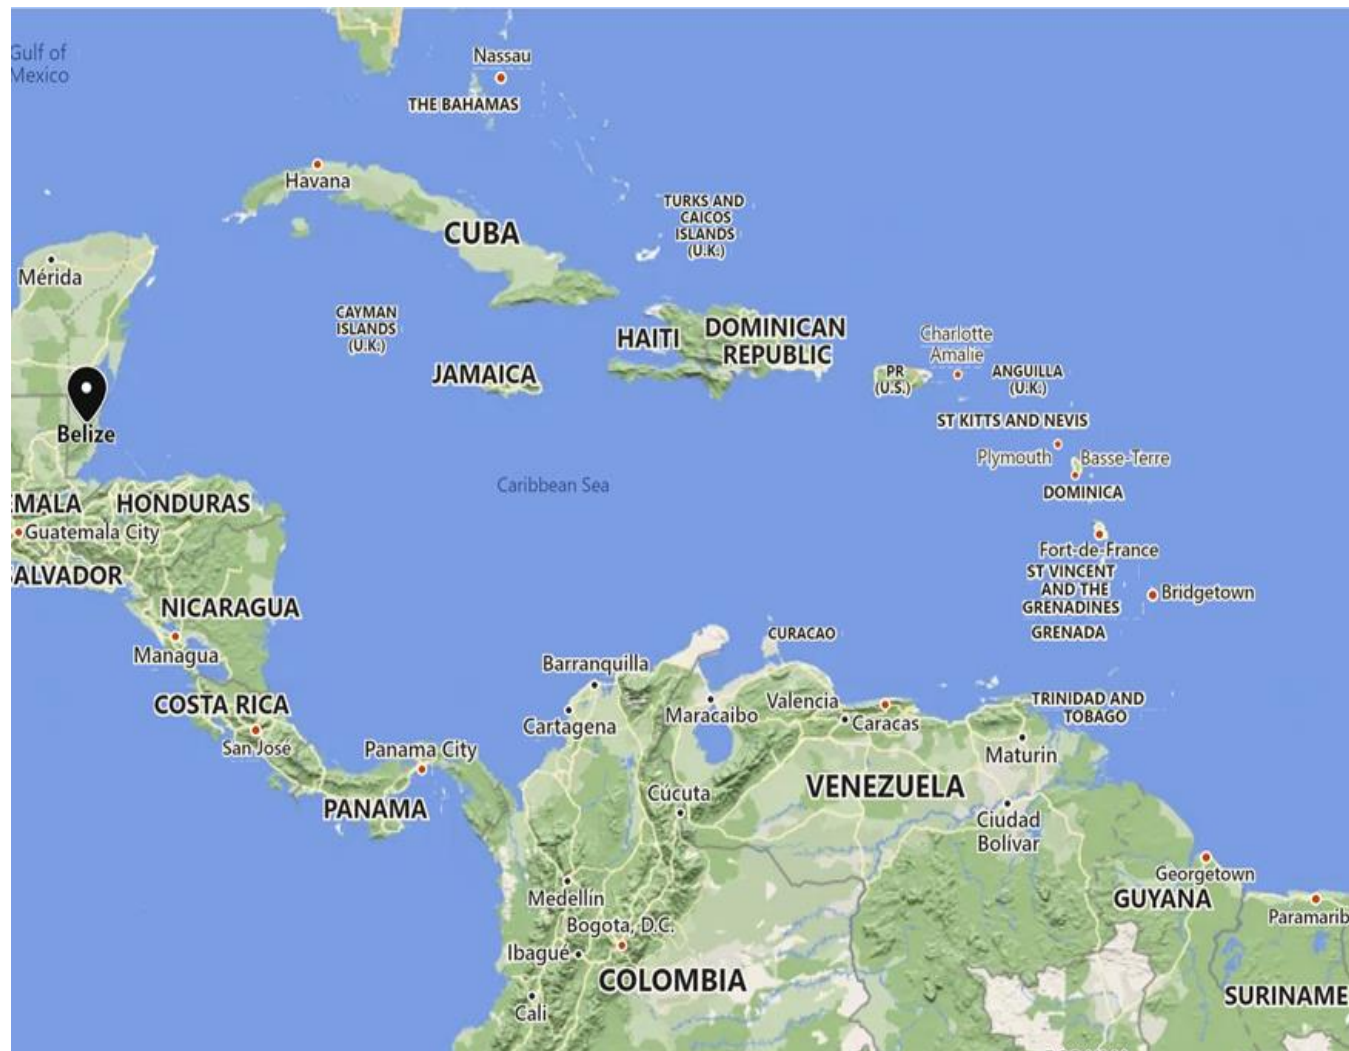 Gulf of
Mexico
Nassau
THE BAHAMAS
Havana
CUBA
TURKS AND
CAICOS
ISLANDS
(U.K.)
Mérida
CAYMAN
ISLANDS
(U.K.)
HAITI
DOMINICAN
REPUBLIC
JAMAICA
Charlotte
Amalie
PR
(U.S.)
ANGUILLA
(U.K.)
Belize
ST KITTS AND NEVIS
Plymouth
Basse-Terre
DOMINICA
Caribbean Sea
EMALA
HONDURAS
Guatemala City
Fort-de-France
ALVADOR
ST VINCENT
AND THE
GRENADINES
Bridgetown
NICARAGUA
GRENADA
CURACAO
Managua
Barranquilla
COSTA RICA
Cartagena
Maracaibo
Valencia
Caracas
TRINIDAD AND
TOBAGO
San José
Panama City
Maturin
PANAMA
Cúcuta
VENEZUELA
Ciudad
Bolívar
Georgetown
GUYANA
Medellín
Paramarib
Bogota, D.C.
Ibagué
COLOMBIA
SURINAME
Cali